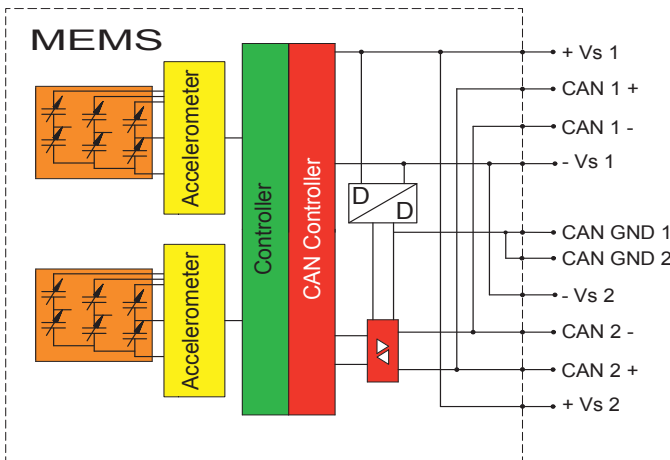 MEMS
Accelerometer
Accelerometer
Controller
CAN Controller
D
D
+ Vs 1
CAN 1 +
CAN 1 -
- Vs 1
CAN GND 1
CAN GND 2
- Vs 2
CAN 2 -
CAN 2 +
+ Vs 2